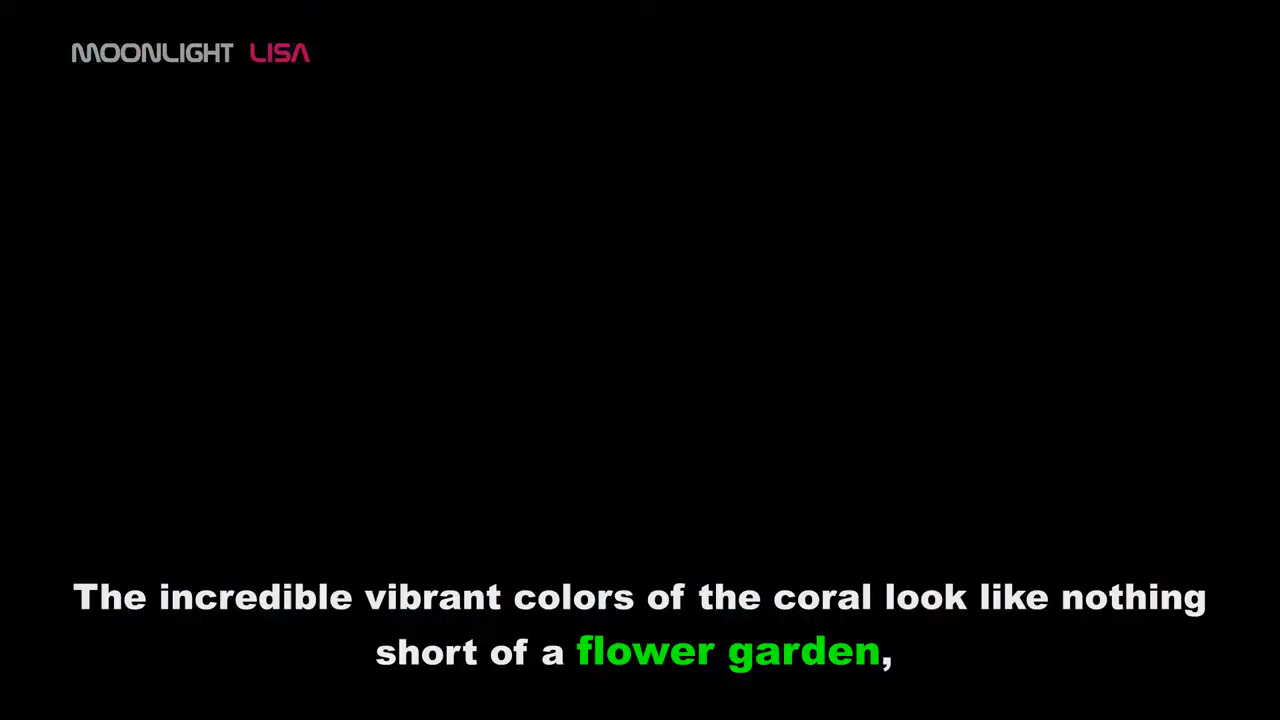 MOONLIGHT LISA
The incredible vibrant colors of the coral look like nothing
short of a flower garden,